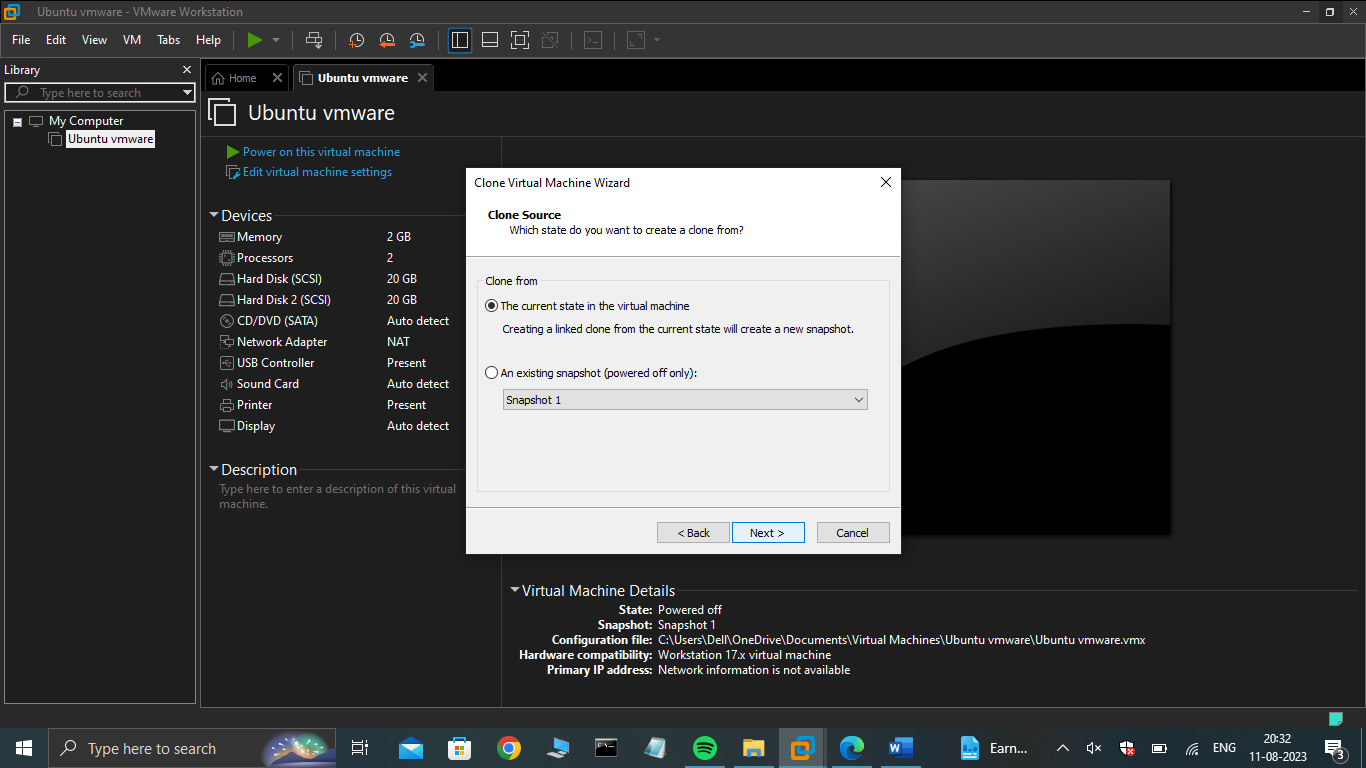 Ubuntu vmware - VMware Workstation
File Edit View VM Tabs Help
Library
Type here to search
My Computer
Ubuntu vmware
Home
Ubuntu vmware
Ubuntu vmware
Power on this virtual machine
Edit virtual machine settings
Devices
Memory 2 GB
Processors 2
Hard Disk (SCSI) 20 GB
Hard Disk 2 (SCSI) 20 GB
CD/DVD (SATA) Auto detect
Network Adapter NAT
USB Controller Present
Sound Card Auto detect
Printer Present
Display Auto detect
Description
Type here to enter a description of this virtual
machine.
Clone Virtual Machine Wizard
Clone Source
Which state do you want to create a clone from?
Clone from
The current state in the virtual machine
Creating a linked clone from the current state will create a new snapshot.
An existing snapshot (powered off only):
Snapshot 1
< Back Next > Cancel
Virtual Machine Details
State: Powered off
Snapshot: Snapshot 1
Configuration file: C:\Users\Dell\OneDrive\Documents\Virtual Machines\Ubuntu vmware\Ubuntu vmware.vmx
Hardware compatibility: Workstation 17.x virtual machine
Primary IP address: Network information is not available
Type here to search
Earn...
ENG
20:32
11-08-2023
3